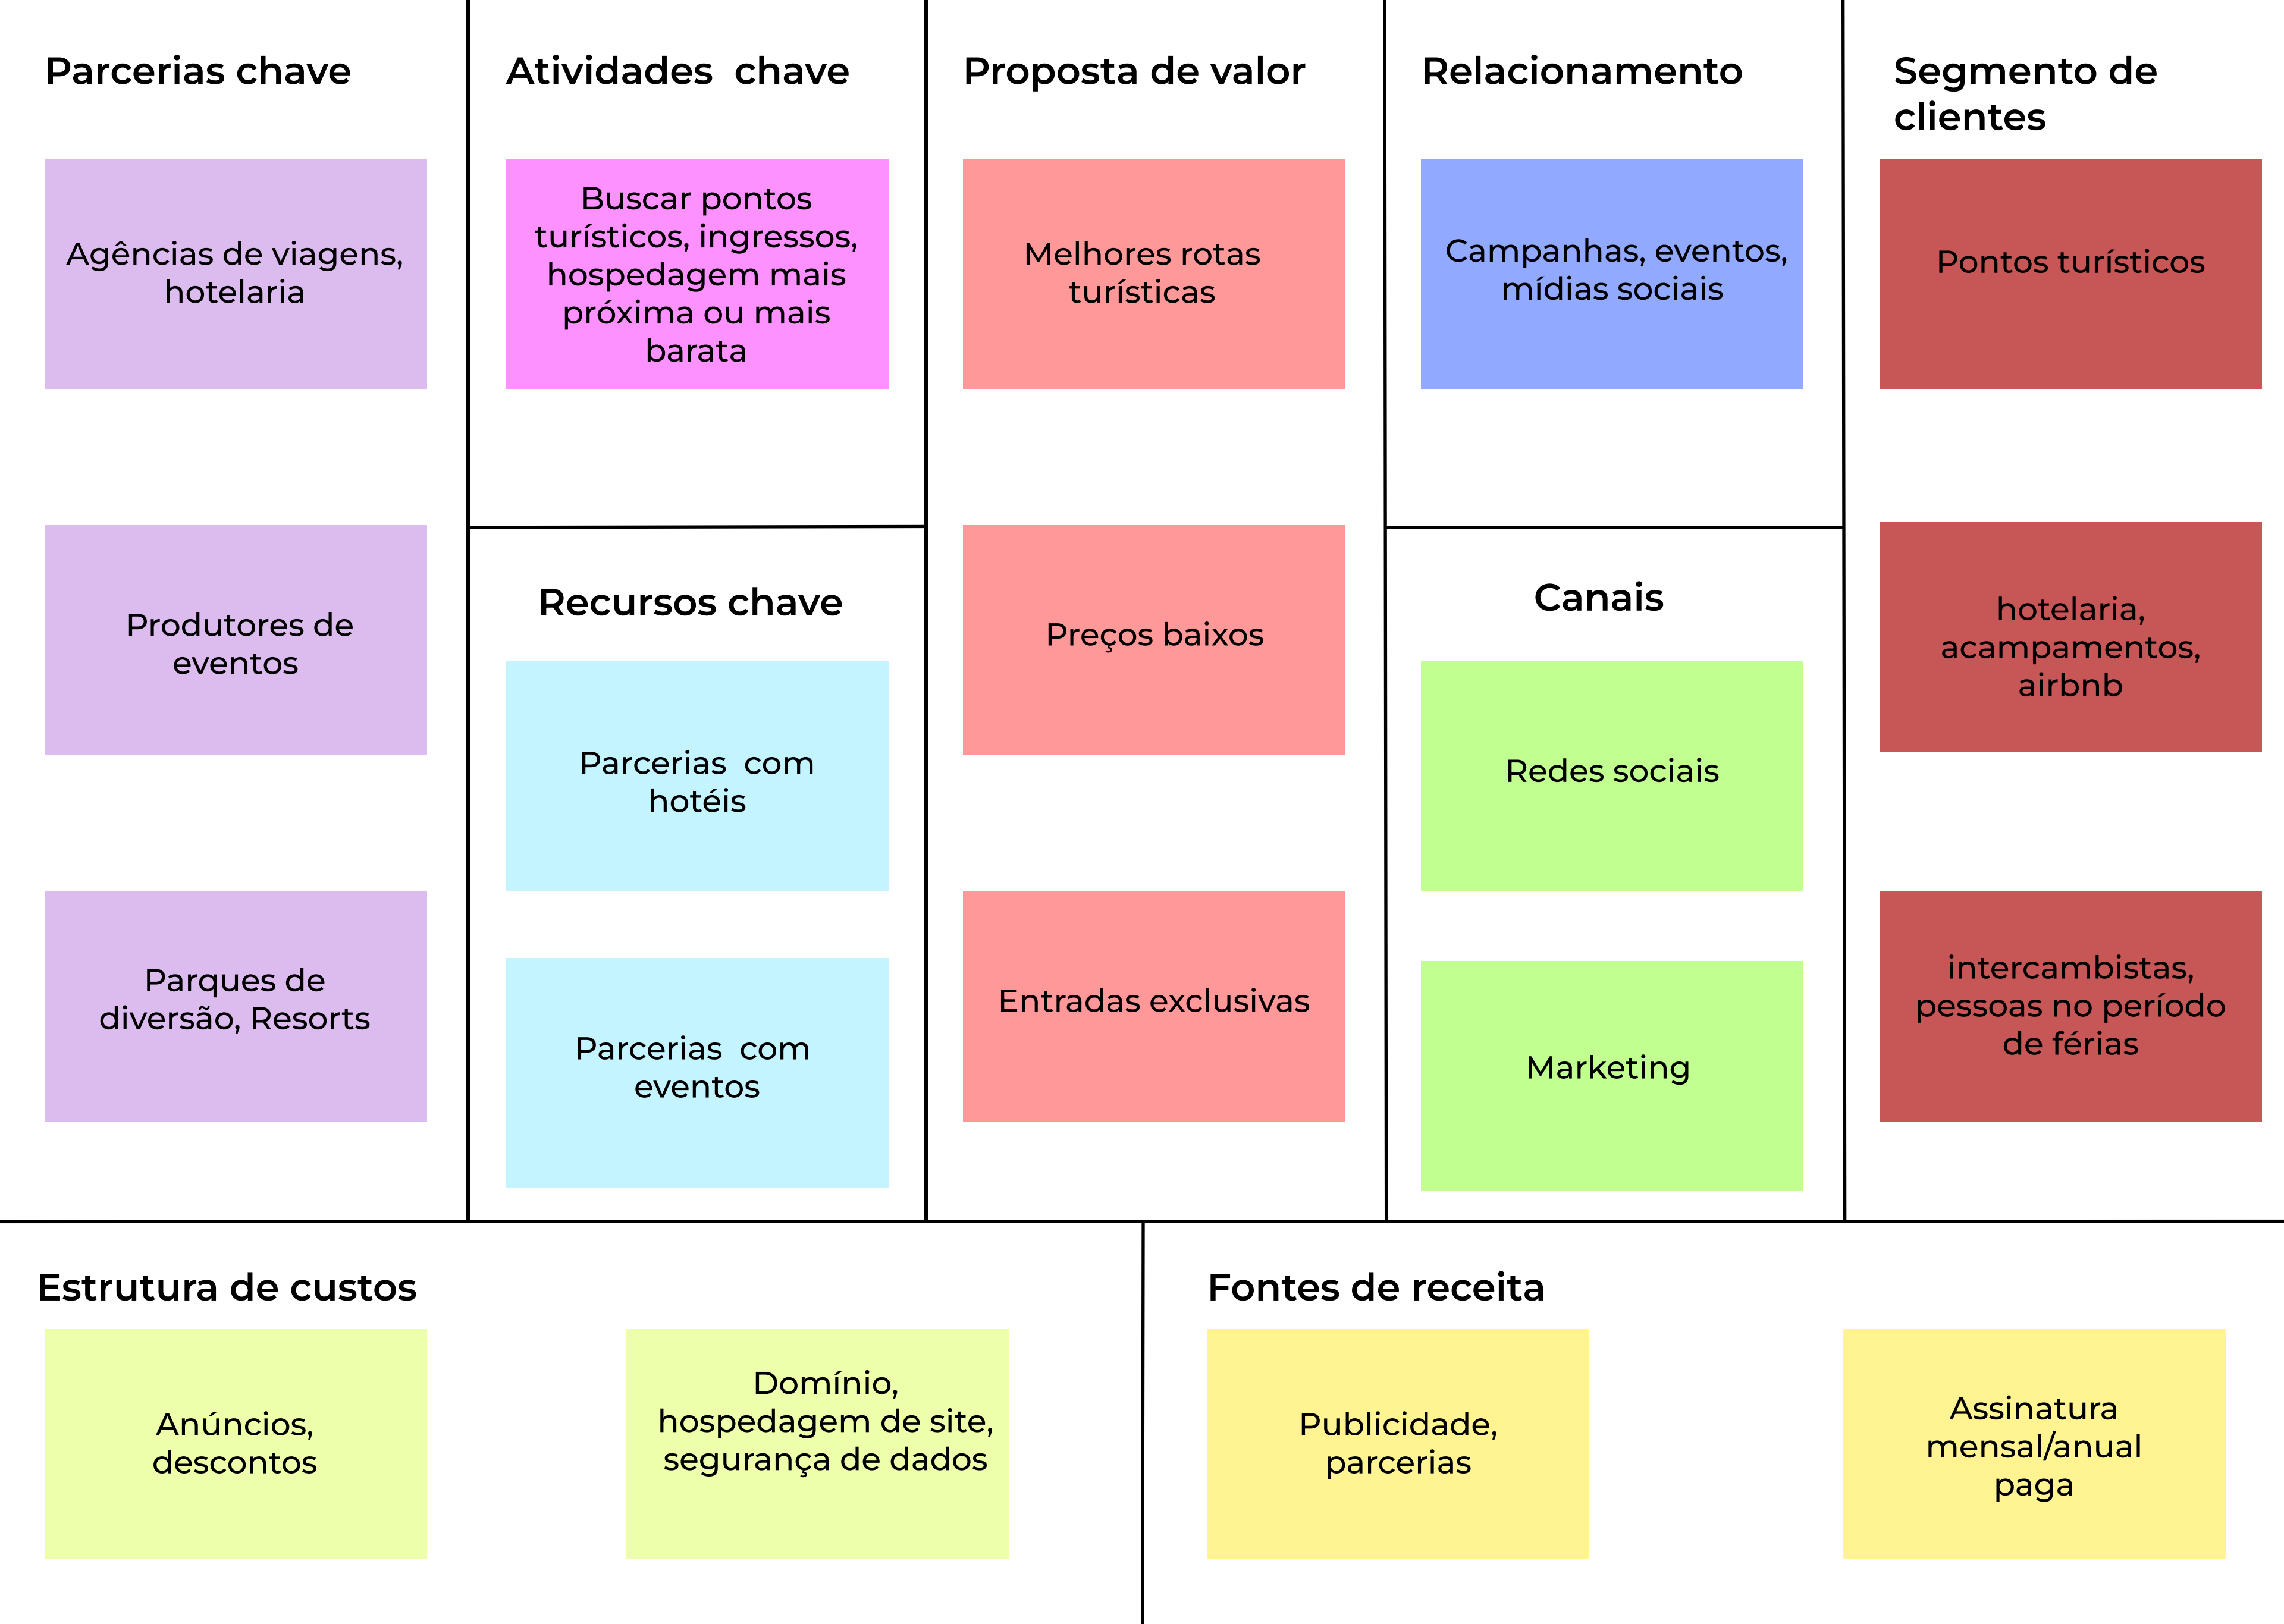 Parcerias chave
Agências de viagens,
hotelaria
Produtores de
eventos
Parques de
diversão, Resorts
Atividades  chave
Buscar pontos
turísticos, ingressos,
hospedagem mais
próxima ou mais
barata
Recursos chave
Parcerias  com
hotéis
Parcerias  com
eventos
Proposta de valor
Melhores rotas
turísticas
Preços baixos
Entradas exclusivas
Relacionamento
Campanhas, eventos,
mídias sociais
Canais
Redes sociais
Marketing
Segmento de
clientes
Pontos turísticos
hotelaria,
acampamentos,
airbnb
intercambistas,
pessoas no período
de férias
Estrutura de custos
Anúncios,
descontos
Domínio,
hospedagem de site,
segurança de dados
Fontes de receita
Publicidade,
parcerias
Assinatura
mensal/anual
paga